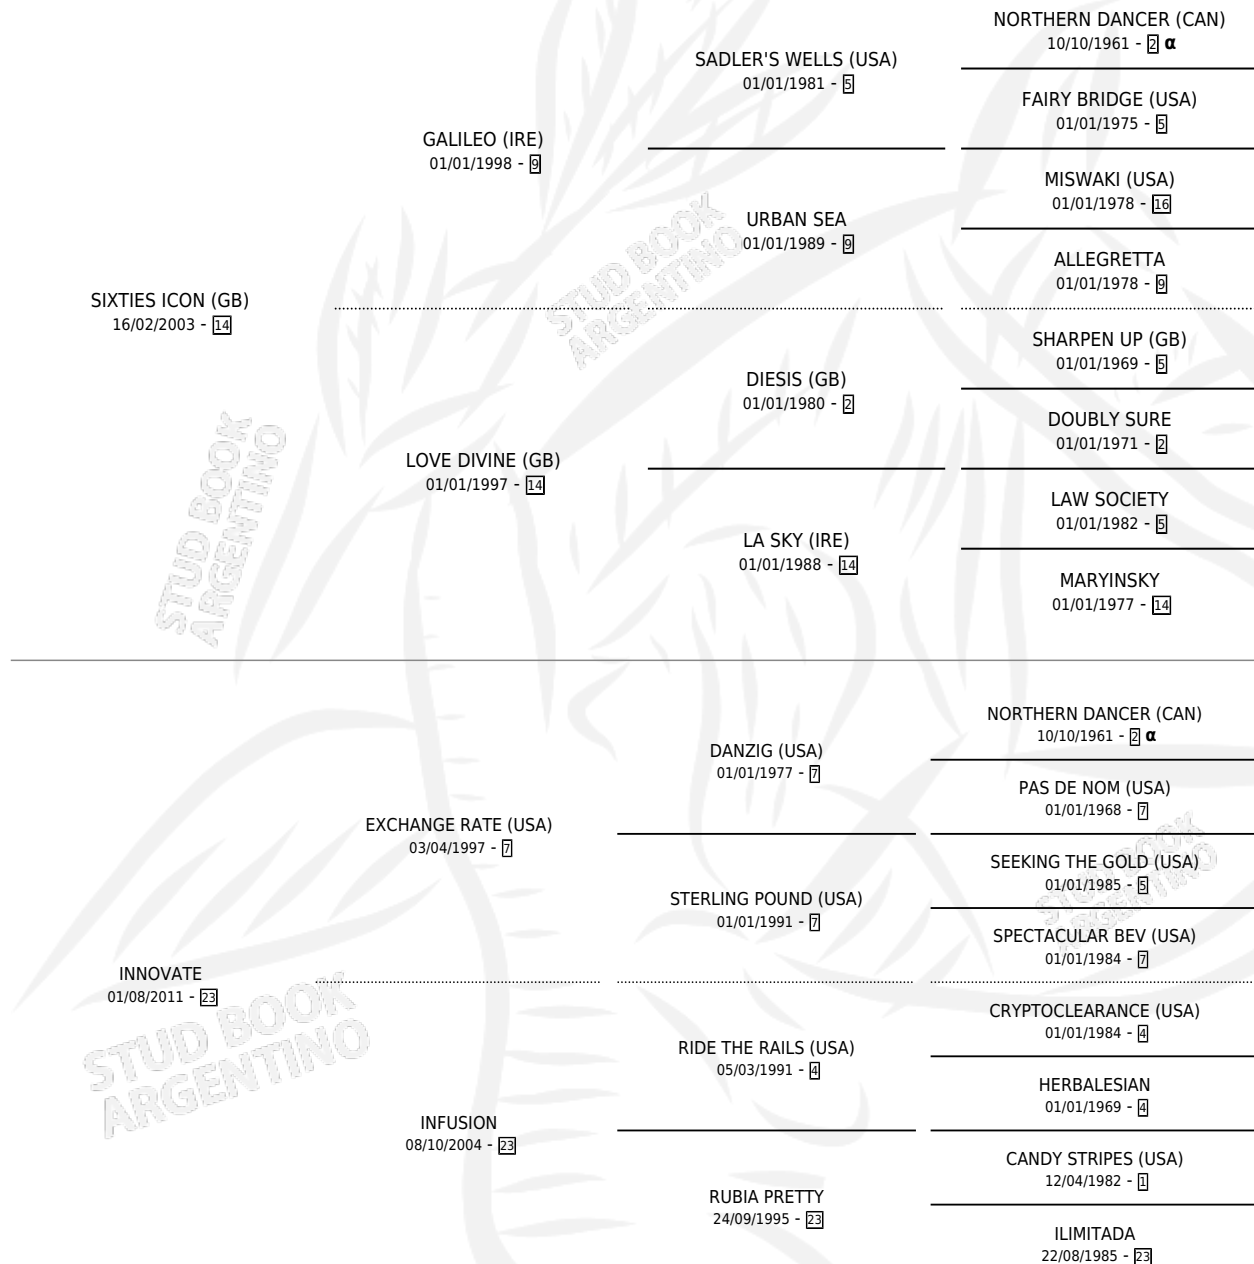 NORTHERN DANCER (CAN)
10/10/1961 - 2 α
SADLER'S WELLS (USA)
01/01/1981 - 5
FAIRY BRIDGE (USA)
01/01/1975 - 5
GALILEO (IRE)
01/01/1998 - 9
MISWAKI (USA)
01/01/1978 - 16
URBAN SEA
01/01/1989 - 9
ALLEGRETTA
01/01/1978 - 9
SIXTIES ICON (GB)
16/02/2003 - 14
SHARPEN UP (GB)
01/01/1969 - 5
DIESIS (GB)
01/01/1980 - 2
DOUBLY SURE
01/01/1971 - 2
LOVE DIVINE (GB)
01/01/1997 - 14
LAW SOCIETY
01/01/1982 - 5
LA SKY (IRE)
01/01/1988 - 14
MARYINSKY
01/01/1977 - 14
NORTHERN DANCER (CAN)
10/10/1961 - 2 α
DANZIG (USA)
01/01/1977 - 7
PAS DE NOM (USA)
01/01/1968 - 7
EXCHANGE RATE (USA)
03/04/1997 - 7
SEEKING THE GOLD (USA)
01/01/1985 - 5
STERLING POUND (USA)
01/01/1991 - 7
SPECTACULAR BEV (USA)
01/01/1984 - 7
INNOVATE
01/08/2011 - 23
CRYPTOCLEARANCE (USA)
01/01/1984 - 4
RIDE THE RAILS (USA)
05/03/1991 - 4
HERBALESIAN
01/01/1969 - 4
INFUSION
08/10/2004 - 23
CANDY STRIPES (USA)
12/04/1982 - 1
RUBIA PRETTY
24/09/1995 - 23
ILIMITADA
22/08/1985 - 23
STUD BOOK
ARGENTINO
STUD BOOK
ARGENTINO
STUD BOOK
ARGENTINO
STUD BOOK
ARGENTINO